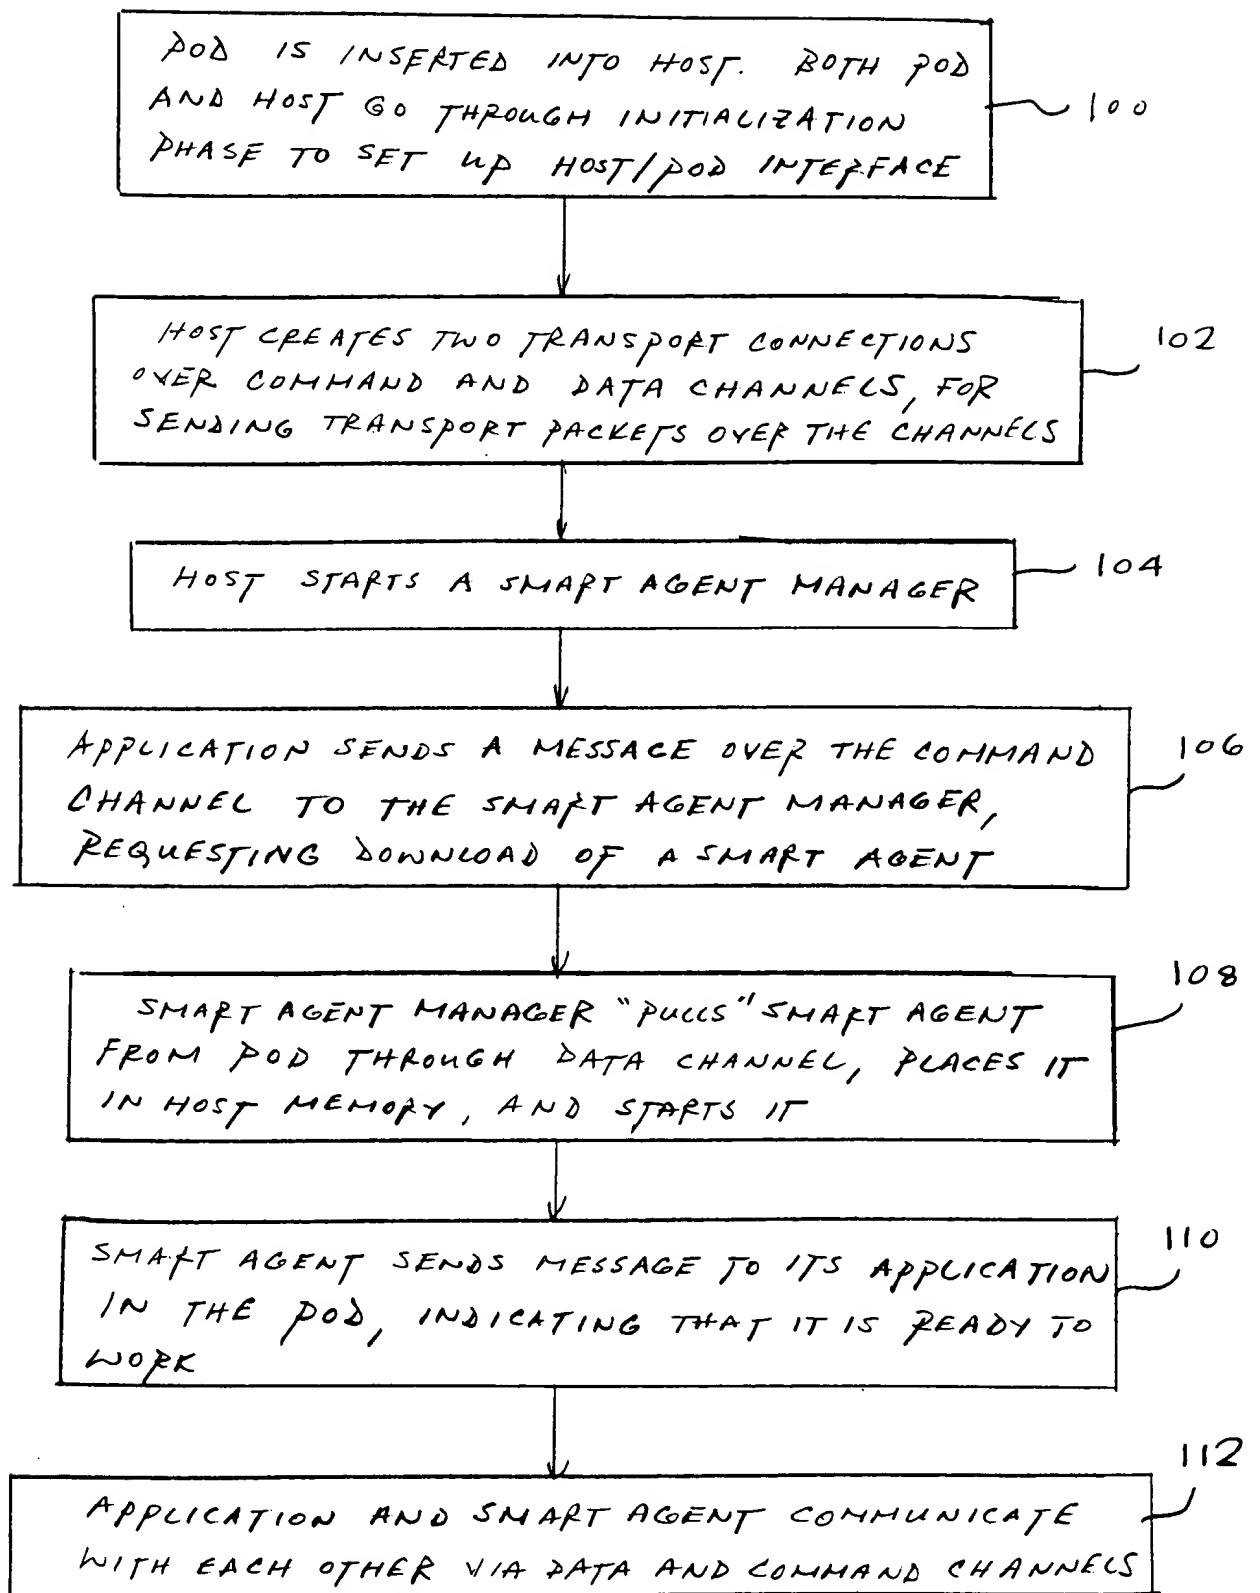 POD IS INSERTED INTO HOST. BOTH POD
AND HOST GO THROUGH INITIALIZATION
PHASE TO SET UP HOST/POD INTERFACE
100
HOST CREATES TWO TRANSPORT CONNECTIONS
OVER COMMAND AND DATA CHANNELS, FOR
SENDING TRANSPORT PACKETS OVER THE CHANNELS
102
HOST STARTS A SMART AGENT MANAGER
104
APPLICATION SENDS A MESSAGE OVER THE COMMAND
CHANNEL TO THE SMART AGENT MANAGER,
REQUESTING DOWNLOAD OF A SMART AGENT
106
SMART AGENT MANAGER "PULLS" SMART AGENT
FROM POD THROUGH DATA CHANNEL, PLACES IT
IN HOST MEMORY, AND STARTS IT
108
SMART AGENT SENDS MESSAGE TO ITS APPLICATION
IN THE POD, INDICATING THAT IT IS READY TO
WORK
110
APPLICATION AND SMART AGENT COMMUNICATE
WITH EACH OTHER VIA DATA AND COMMAND CHANNELS
112